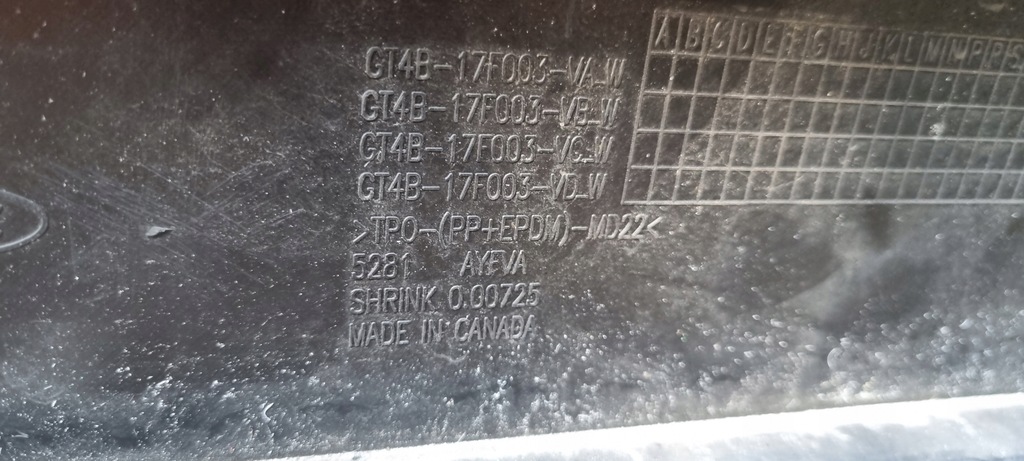 GT4B-17F003-VA_W
GT4B-17F003-VB_W
GT4B-17F003-VC_W
GT4B-17F003-VD_W
>TPO-(PP+EPDM)-MD22<
5281 AYFVA
SHRINK 0.00725
MADE IN CANADA
A B C D E F G H J K L M N P R S